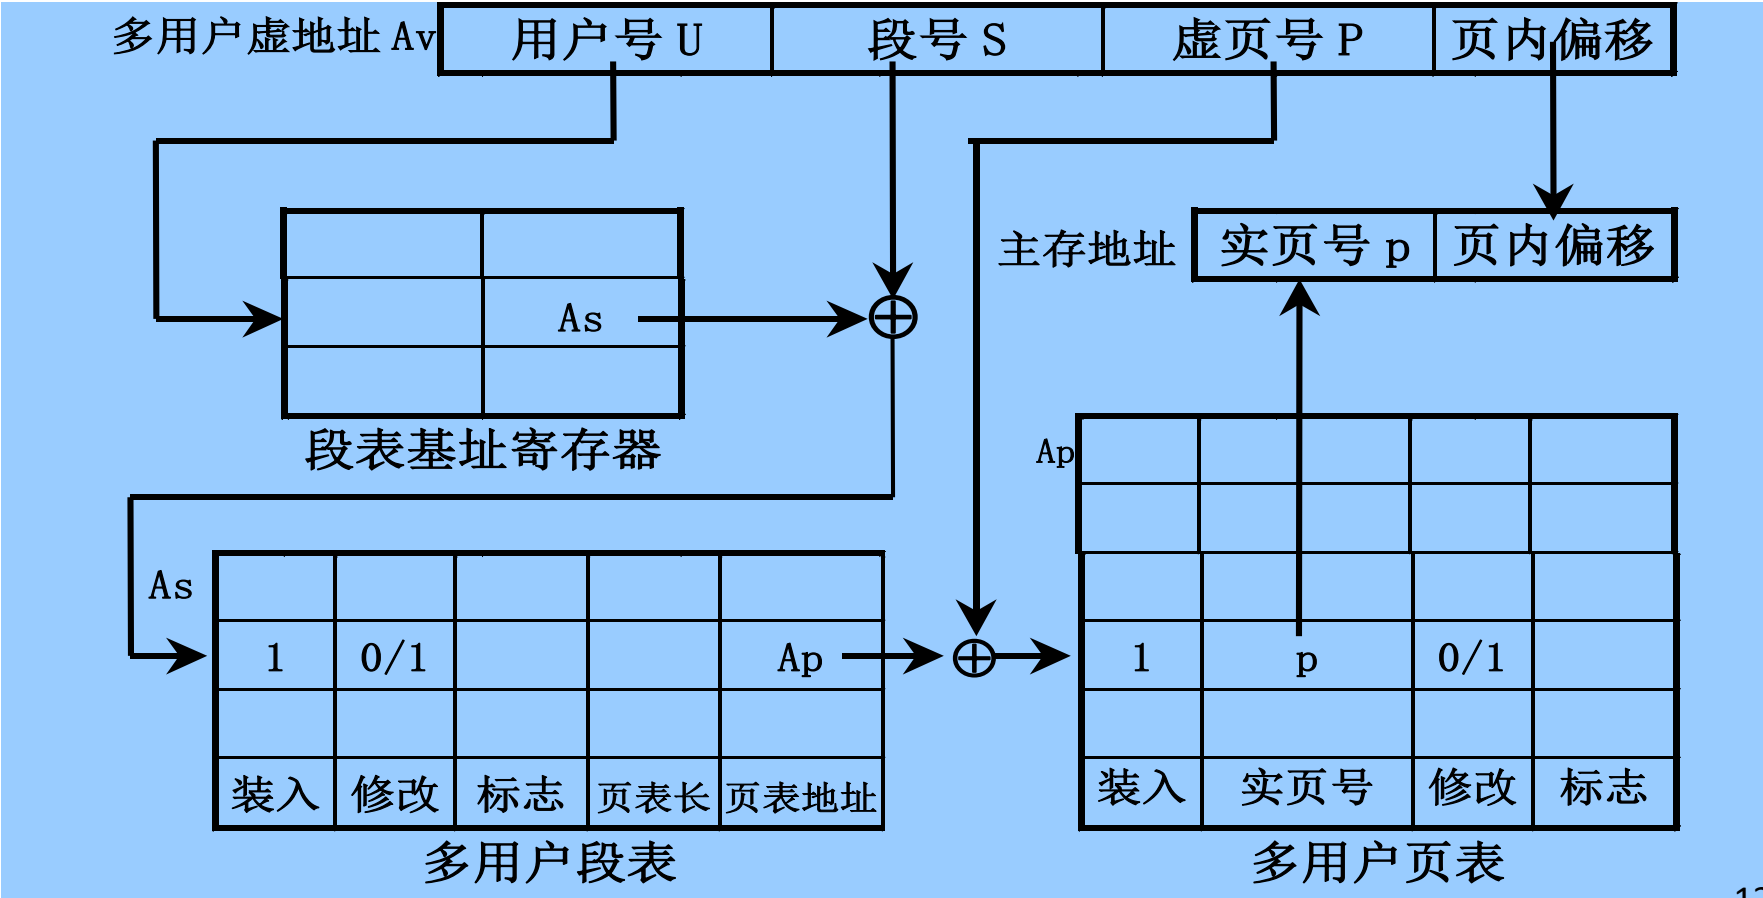 多用户虚地址 Av 用户号 U 段号 S 虚页号 P 页内偏移
主存地址 实页号 p 页内偏移
As
段表基址寄存器
Ap
As
1 0/1 Ap
1 p 0/1
装入 修改 标志 页表长 页表地址
装入 实页号 修改 标志
多用户段表
多用户页表